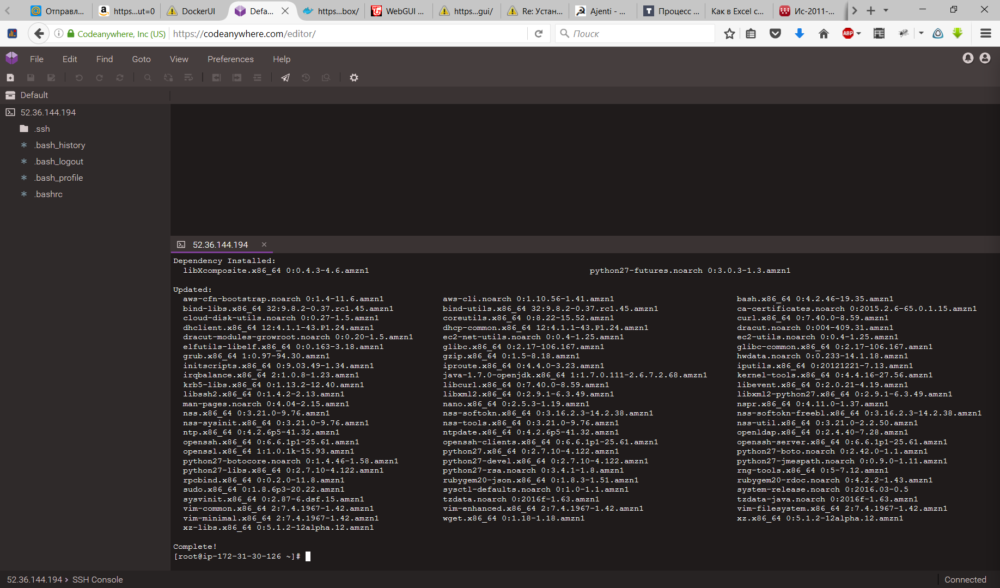 Отправл...
https...ut=0
DockerUI
Defa...
https...box/
WebGUI ...
https...gui/
Re: Устан...
Ajenti - ...
Процесс ...
Как в Excel с...
Ис-2011-...
Codeanywhere, Inc (US)
https://codeanywhere.com/editor/
Поиск
ABP
File Edit Find Goto View Preferences Help
Default
52.36.144.194
.ssh
.bash_history
.bash_logout
.bash_profile
.bashrc
52.36.144.194
Dependency Installed:
libXcomposite.x86_64 0:0.4.3-4.6.amzn1 python27-futures.noarch 0:3.0.3-1.3.amzn1
Updated:
aws-cfn-bootstrap.noarch 0:1.4-11.6.amzn1 aws-cli.noarch 0:1.10.56-1.41.amzn1 bash.x86_64 0:4.2.46-19.35.amzn1
bind-libs.x86_64 32:9.8.2-0.37.rc1.45.amzn1 bind-utils.x86_64 32:9.8.2-0.37.rc1.45.amzn1 ca-certificates.noarch 0:2015.2.6-65.0.1.15.amzn1
cloud-disk-utils.noarch 0:0.27-1.5.amzn1 coreutils.x86_64 0:8.22-15.52.amzn1 curl.x86_64 0:7.40.0-8.59.amzn1
dhclient.x86_64 12:4.1.1-43.P1.24.amzn1 dhcp-common.x86_64 12:4.1.1-43.P1.24.amzn1 dracut.noarch 0:004-409.31.amzn1
dracut-modules-growroot.noarch 0:0.20-1.5.amzn1 ec2-net-utils.noarch 0:0.4-1.25.amzn1 ec2-utils.noarch 0:0.4-1.25.amzn1
elfutils-libelf.x86_64 0:0.163-3.18.amzn1 glibc.x86_64 0:2.17-106.167.amzn1 glibc-common.x86_64 0:2.17-106.167.amzn1
grub.x86_64 1:0.97-94.30.amzn1 gzip.x86_64 0:1.5-8.18.amzn1 hwdata.noarch 0:0.233-14.1.18.amzn1
initscripts.x86_64 0:9.03.49-1.34.amzn1 iproute.x86_64 0:4.4.0-3.23.amzn1 iputils.x86_64 0:20121221-7.13.amzn1
irqbalance.x86_64 2:1.0.8-1.23.amzn1 java-1.7.0-openjdk.x86_64 1:1.7.0.111-2.6.7.2.68.amzn1 kernel-tools.x86_64 0:4.4.16-27.56.amzn1
krb5-libs.x86_64 0:1.13.2-12.40.amzn1 libcurl.x86_64 0:7.40.0-8.59.amzn1 libevent.x86_64 0:2.0.21-4.19.amzn1
libssh2.x86_64 0:1.4.2-2.13.amzn1 libxml2.x86_64 0:2.9.1-6.3.49.amzn1 libxml2-python27.x86_64 0:2.9.1-6.3.49.amzn1
man-pages.noarch 0:4.04-2.15.amzn1 nano.x86_64 0:2.5.3-1.19.amzn1 nspr.x86_64 0:4.11.0-1.37.amzn1
nss.x86_64 0:3.21.0-9.76.amzn1 nss-softokn.x86_64 0:3.16.2.3-14.2.38.amzn1 nss-softokn-freebl.x86_64 0:3.16.2.3-14.2.38.amzn1
nss-sysinit.x86_64 0:3.21.0-9.76.amzn1 nss-tools.x86_64 0:3.21.0-9.76.amzn1 nss-util.x86_64 0:3.21.0-2.2.50.amzn1
ntp.x86_64 0:4.2.6p5-41.32.amzn1 ntpdate.x86_64 0:4.2.6p5-41.32.amzn1 openldap.x86_64 0:2.4.40-7.28.amzn1
openssh.x86_64 0:6.6.1p1-25.61.amzn1 openssh-clients.x86_64 0:6.6.1p1-25.61.amzn1 openssh-server.x86_64 0:6.6.1p1-25.61.amzn1
openssl.x86_64 1:1.0.1k-15.93.amzn1 python27.x86_64 0:2.7.10-4.122.amzn1 python27-boto.noarch 0:2.42.0-1.1.amzn1
python27-botocore.noarch 0:1.4.46-1.58.amzn1 python27-devel.x86_64 0:2.7.10-4.122.amzn1 python27-jmespath.noarch 0:0.9.0-1.11.amzn1
python27-libs.x86_64 0:2.7.10-4.122.amzn1 python27-rsa.noarch 0:3.4.1-1.8.amzn1 rng-tools.x86_64 0:5-7.12.amzn1
rpcbind.x86_64 0:0.2.0-11.8.amzn1 rubygem20-json.x86_64 0:1.8.3-1.51.amzn1 rubygem20-rdoc.noarch 0:4.2.2-1.43.amzn1
sudo.x86_64 0:1.8.6p3-20.22.amzn1 sysctl-defaults.noarch 0:1.0-1.1.amzn1 system-release.noarch 0:2016.03-0.5
sysvinit.x86_64 0:2.87-6.dsf.15.amzn1 tzdata.noarch 0:2016f-1.63.amzn1 tzdata-java.noarch 0:2016f-1.63.amzn1
vim-common.x86_64 2:7.4.1967-1.42.amzn1 vim-enhanced.x86_64 2:7.4.1967-1.42.amzn1 vim-filesystem.x86_64 2:7.4.1967-1.42.amzn1
vim-minimal.x86_64 2:7.4.1967-1.42.amzn1 wget.x86_64 0:1.18-1.18.amzn1 xz.x86_64 0:5.1.2-12alpha.12.amzn1
xz-libs.x86_64 0:5.1.2-12alpha.12.amzn1
Complete!
[root@ip-172-31-30-126 ~]#
52.36.144.194 › SSH Console
Connected